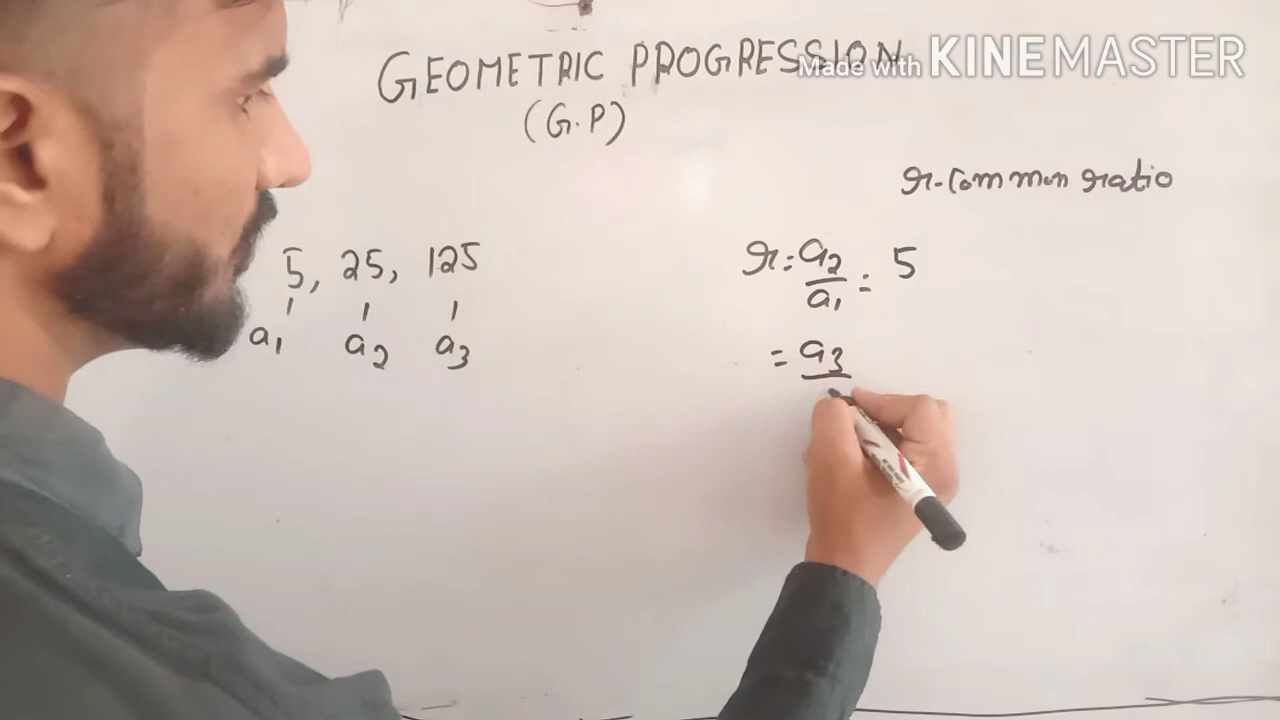 GEOMETRIC PROGRESSION
Made with KINEMASTER
(G.P)
r-Common ratio
5, 25, 125
a1 a2 a3
r = a2/a1 = 5
= a3